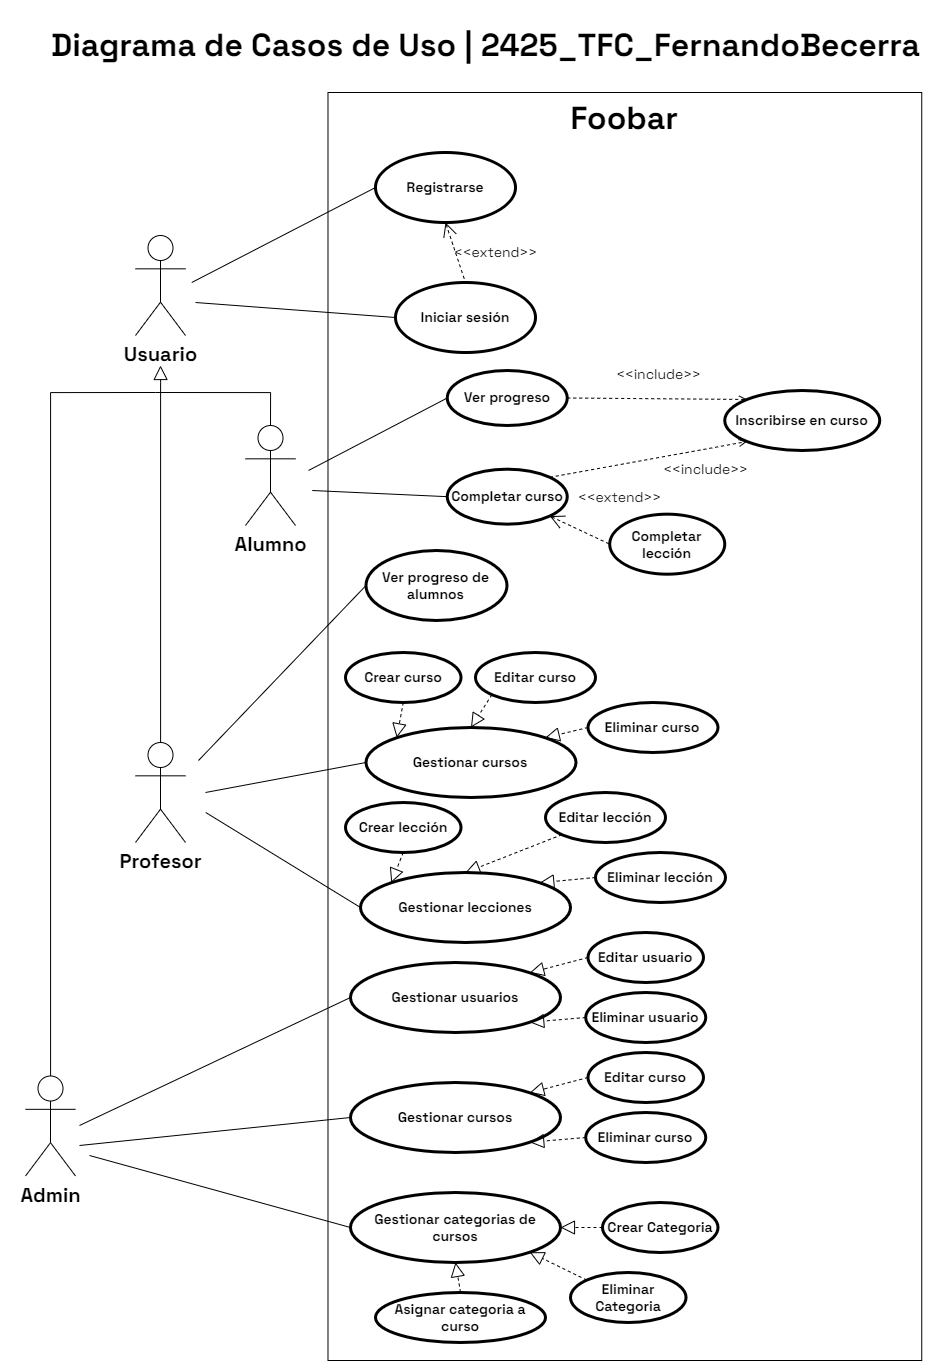 Diagrama de Casos de Uso | 2425_TFC_FernandoBecerra
Foobar
Registrarse
<<extend>>
Iniciar sesión
Usuario
Ver progreso
<<include>>
Inscribirse en curso
<<include>>
Completar curso
<<extend>>
Completar
lección
Alumno
Ver progreso de
alumnos
Crear curso
Editar curso
Eliminar curso
Gestionar cursos
Profesor
Crear lección
Editar lección
Eliminar lección
Gestionar lecciones
Gestionar usuarios
Editar usuario
Eliminar usuario
Gestionar cursos
Editar curso
Eliminar curso
Admin
Gestionar categorias de
cursos
Crear Categoria
Eliminar
Categoria
Asignar categoria a
curso